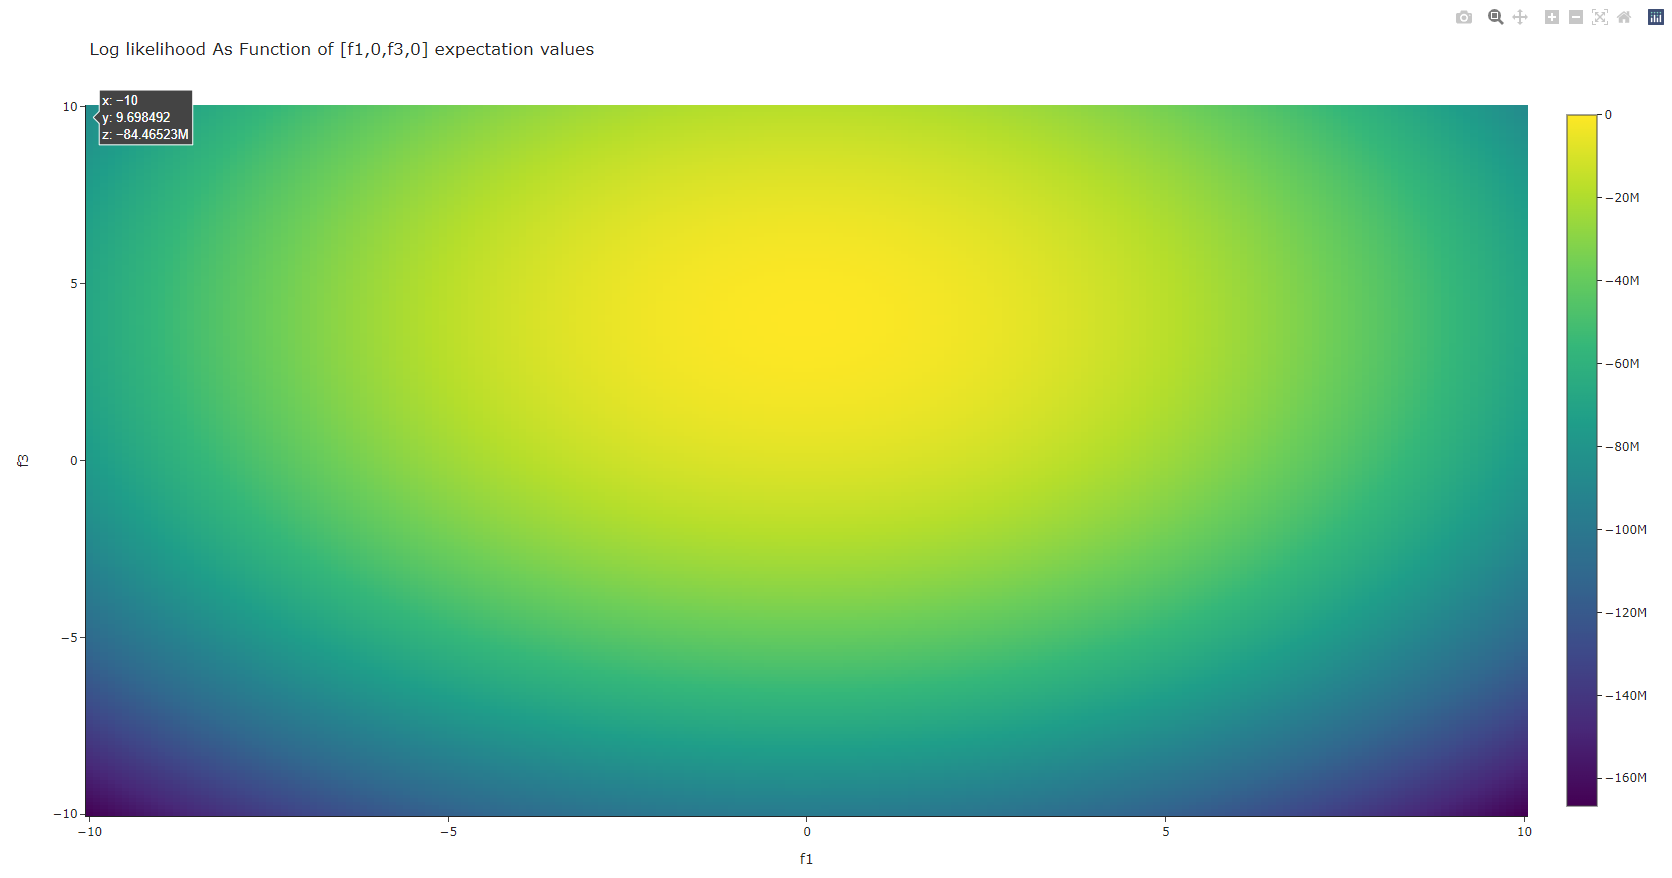 Log likelihood As Function of [f1,0,f3,0] expectation values
x: −10
y: 9.698492
z: −84.46523M
10
5
0
−5
−10
f3
−10
−5
0
5
10
f1
0
−20M
−40M
−60M
−80M
−100M
−120M
−140M
−160M